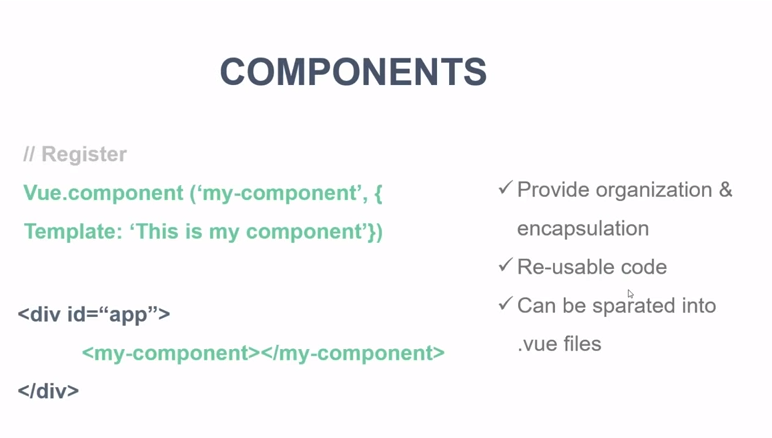 COMPONENTS
// Register
Vue.component (‘my-component’, {
Template: ‘This is my component’})
<div id=“app”>
<my-component></my-component>
</div>
✓ Provide organization &
encapsulation
✓ Re-usable code
✓ Can be sparated into
.vue files